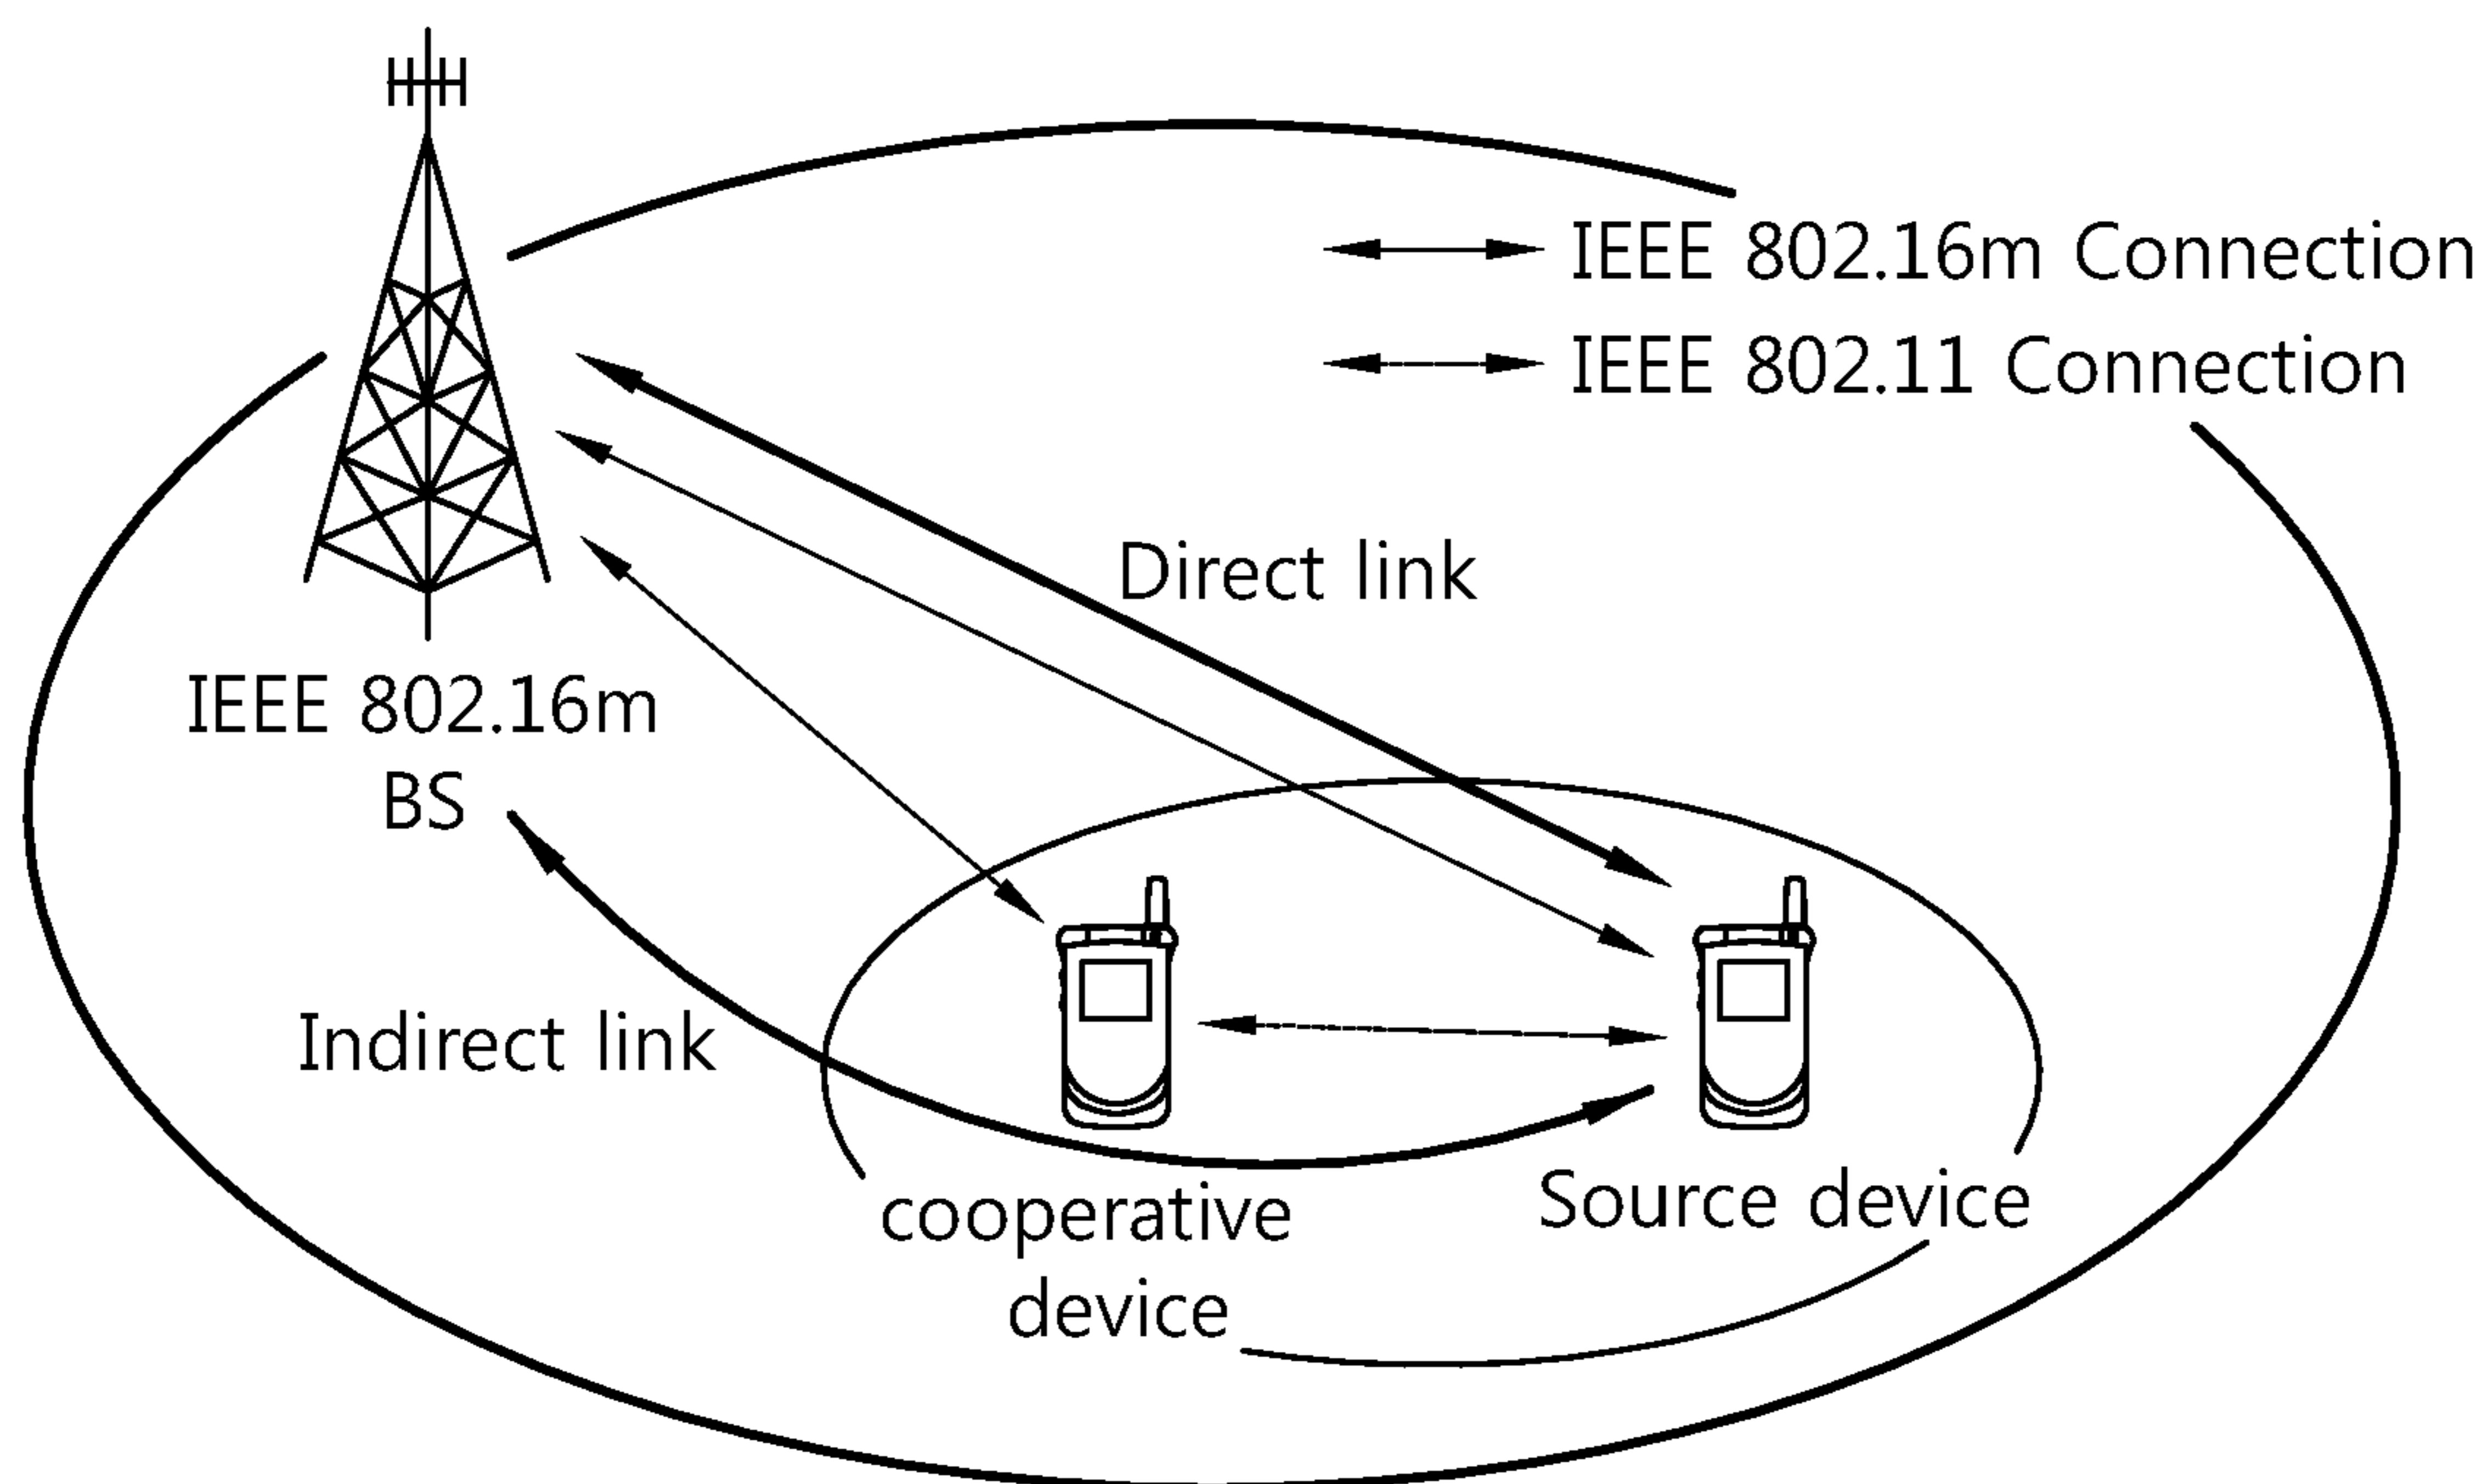 IEEE 802.16m Connection
IEEE 802.11 Connection
Direct link
IEEE 802.16m
BS
Indirect link
cooperative
device
Source device